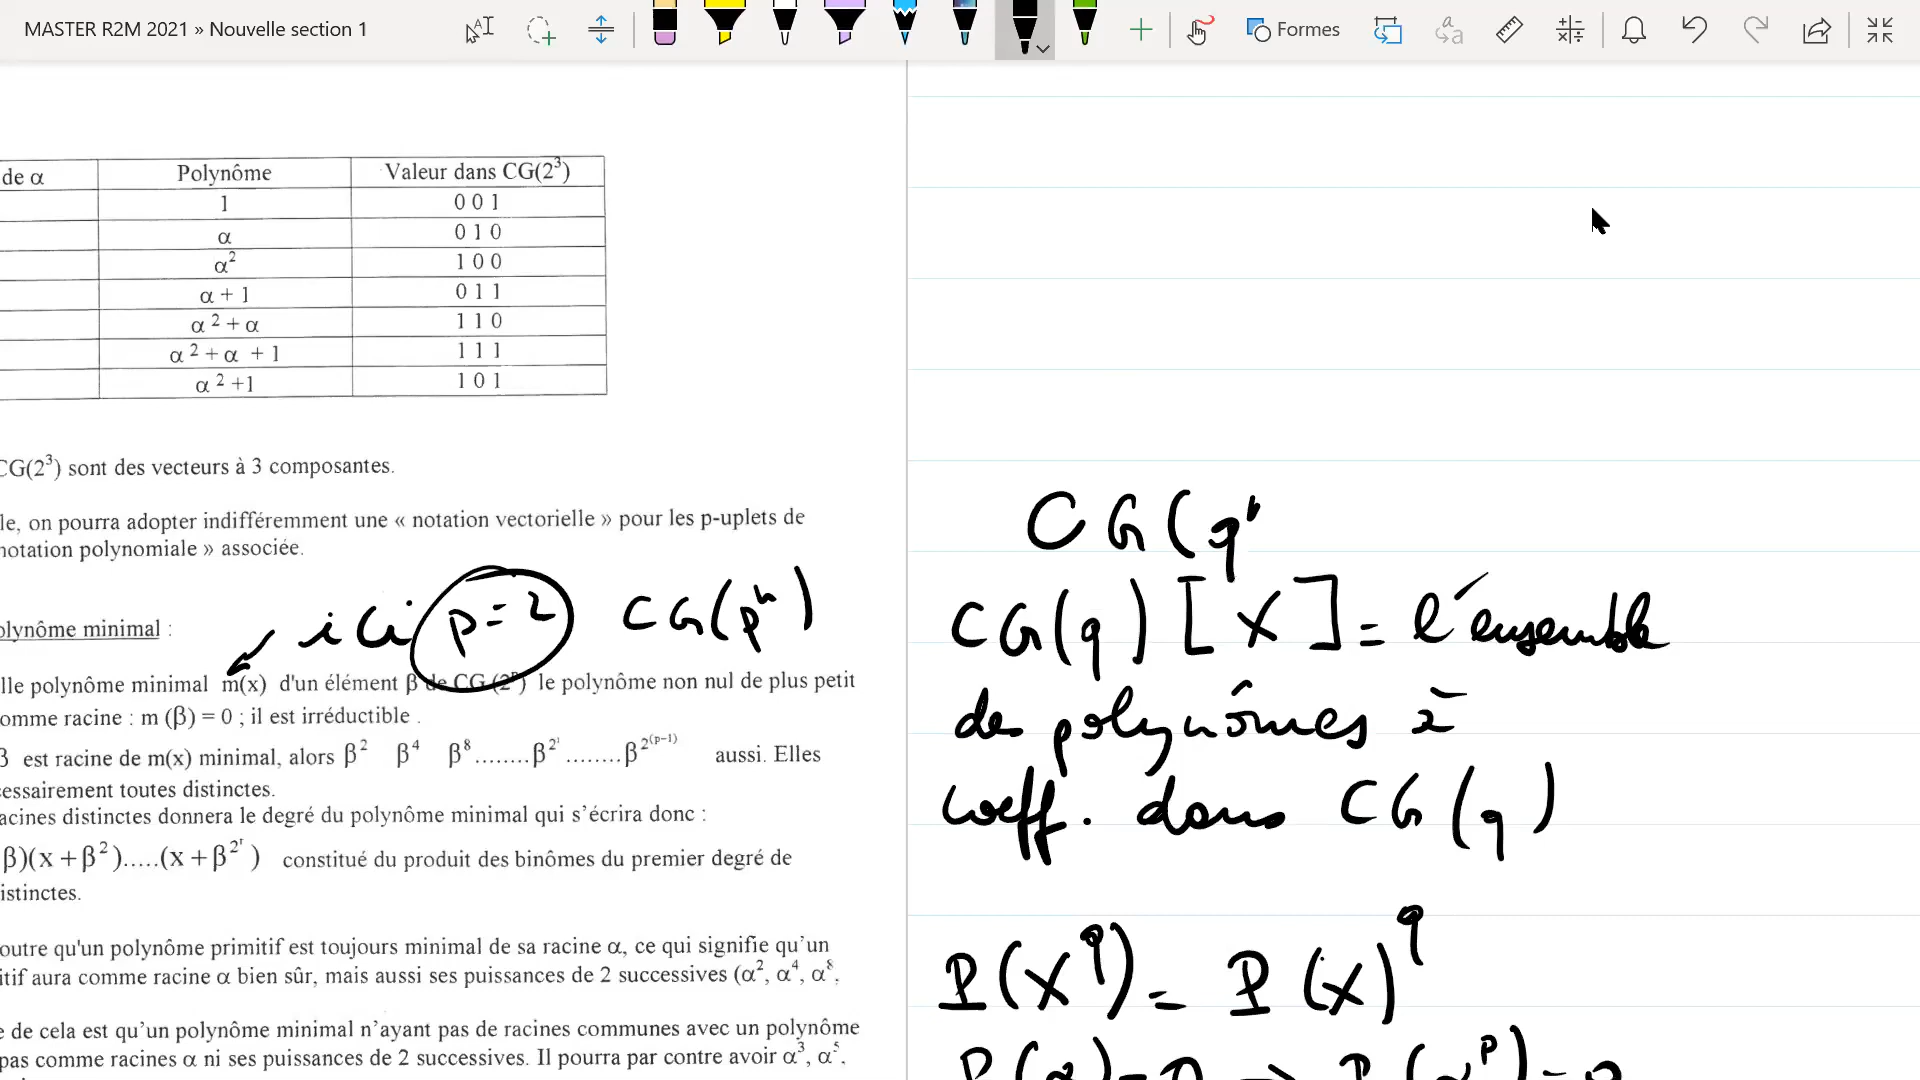 MASTER R2M 2021 » Nouvelle section 1
Formes
de α Polynôme Valeur dans CG(2³)
1 0 0 1
α 0 1 0
α² 1 0 0
α + 1 0 1 1
α ² + α 1 1 0
α ² + α + 1 1 1 1
α ² +1 1 0 1
CG(2³) sont des vecteurs à 3 composantes.
le, on pourra adopter indifféremment une « notation vectorielle » pour les p-uplets de
notation polynomiale » associée.
ici p=2 CG(pⁿ)
olynôme minimal :
lle polynôme minimal m(x) d'un élément β de CG (2ᵖ) le polynôme non nul de plus petit
omme racine : m (β) = 0 ; il est irréductible .
β est racine de m(x) minimal, alors β² β⁴ β⁸ ........β^2^i ........β^2^(p−1) aussi. Elles
essairement toutes distinctes.
acines distinctes donnera le degré du polynôme minimal qui s'écrira donc :
β)(x + β²).....(x + β^2^r) constitué du produit des binômes du premier degré de
istinctes.
outre qu'un polynôme primitif est toujours minimal de sa racine α, ce qui signifie qu'un
itif aura comme racine α bien sûr, mais aussi ses puissances de 2 successives (α², α⁴, α⁸,
e de cela est qu'un polynôme minimal n'ayant pas de racines communes avec un polynôme
pas comme racines α ni ses puissances de 2 successives. Il pourra par contre avoir α³, α⁵,
CG(q
CG(q)[X] = l'ensemble
de polynômes à
coeff. dans CG(q)
P(X^q) = P(X)^q
P(α)=0 → P(α^p)=0